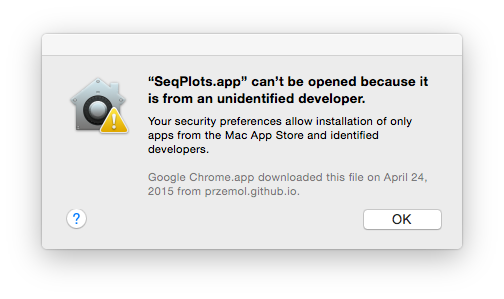 “SeqPlots.app” can’t be opened because it
is from an unidentified developer.
Your security preferences allow installation of only
apps from the Mac App Store and identified
developers.
Google Chrome.app downloaded this file on April 24,
2015 from przemol.github.io.
?
OK